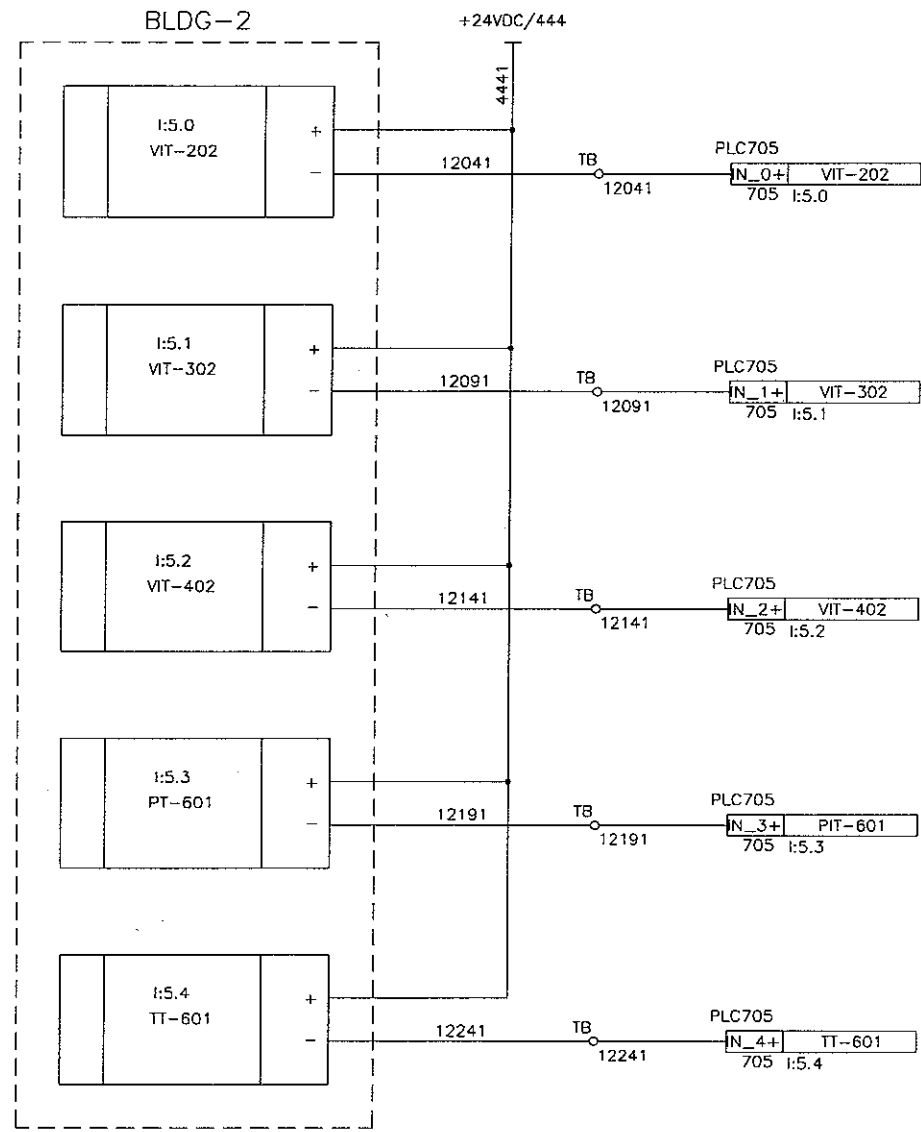 BLDG-2
+24VDC/444
4441
I:5.0
VIT-202
+
-
12041
TB
12041
PLC705
IN_0+ VIT-202
705 I:5.0
I:5.1
VIT-302
+
-
12091
TB
12091
PLC705
IN_1+ VIT-302
705 I:5.1
I:5.2
VIT-402
+
-
12141
TB
12141
PLC705
IN_2+ VIT-402
705 I:5.2
I:5.3
PT-601
+
-
12191
TB
12191
PLC705
IN_3+ PIT-601
705 I:5.3
I:5.4
TT-601
+
-
12241
TB
12241
PLC705
IN_4+ TT-601
705 I:5.4